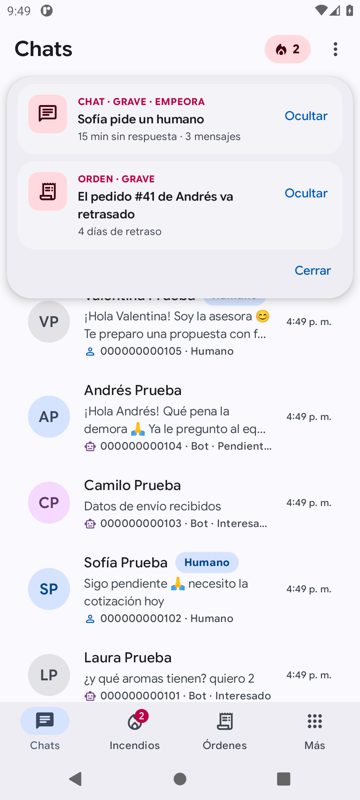 9:49
Chats
2
CHAT · GRAVE · EMPEORA
Sofía pide un humano
15 min sin respuesta · 3 mensajes
Ocultar
ORDEN · GRAVE
El pedido #41 de Andrés va
retrasado
4 días de retraso
Ocultar
Cerrar
Valentina Prueba Humano
VP
¡Hola Valentina! Soy la asesora 😊
Te preparo una propuesta con f...
000000000105 · Humano
4:49 p. m.
Andrés Prueba
AP
¡Hola Andrés! Qué pena la
demora 🙏 Ya le pregunto al eq...
000000000104 · Bot · Pendient...
4:49 p. m.
Camilo Prueba
CP
Datos de envío recibidos
000000000103 · Bot · Interesa...
4:49 p. m.
Sofía Prueba Humano
SP
Sigo pendiente 🙏 necesito la
cotización hoy
000000000102 · Humano
4:49 p. m.
Laura Prueba
LP
¿y qué aromas tienen? quiero 2
000000000101 · Bot · Interesado
4:49 p. m.
2
Chats
Incendios
Órdenes
Más